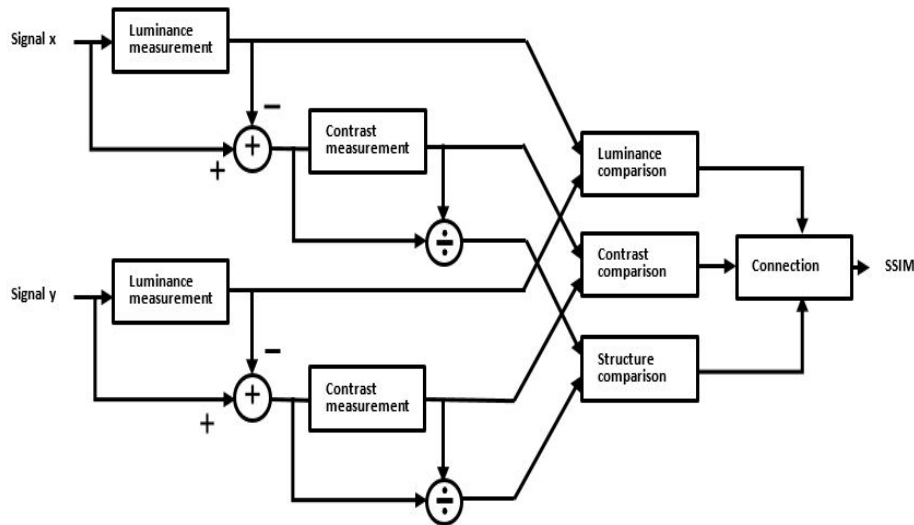 Signal x
Luminance
measurement
−
+
+
Contrast
measurement
÷
Luminance
comparison
Signal y
Luminance
measurement
−
+
+
Contrast
measurement
÷
Contrast
comparison
Structure
comparison
Connection
SSIM